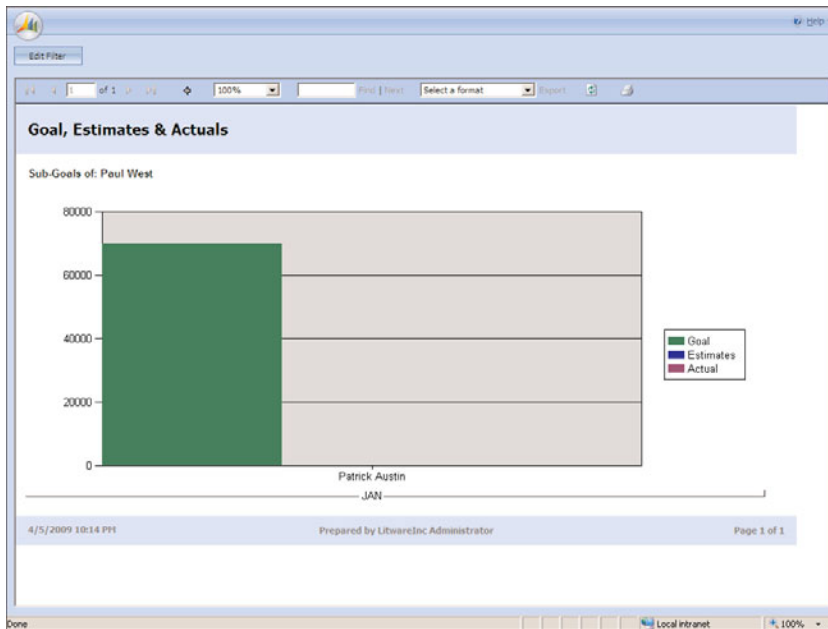 Help
Edit Filter
1 of 1 100% Find | Next Select a format Export
Goal, Estimates & Actuals
Sub-Goals of: Paul West
80000
60000
40000
20000
0
Goal
Estimates
Actual
Patrick Austin
JAN
4/5/2009 10:14 PM Prepared by LitwareInc Administrator Page 1 of 1
Done Local intranet 100%